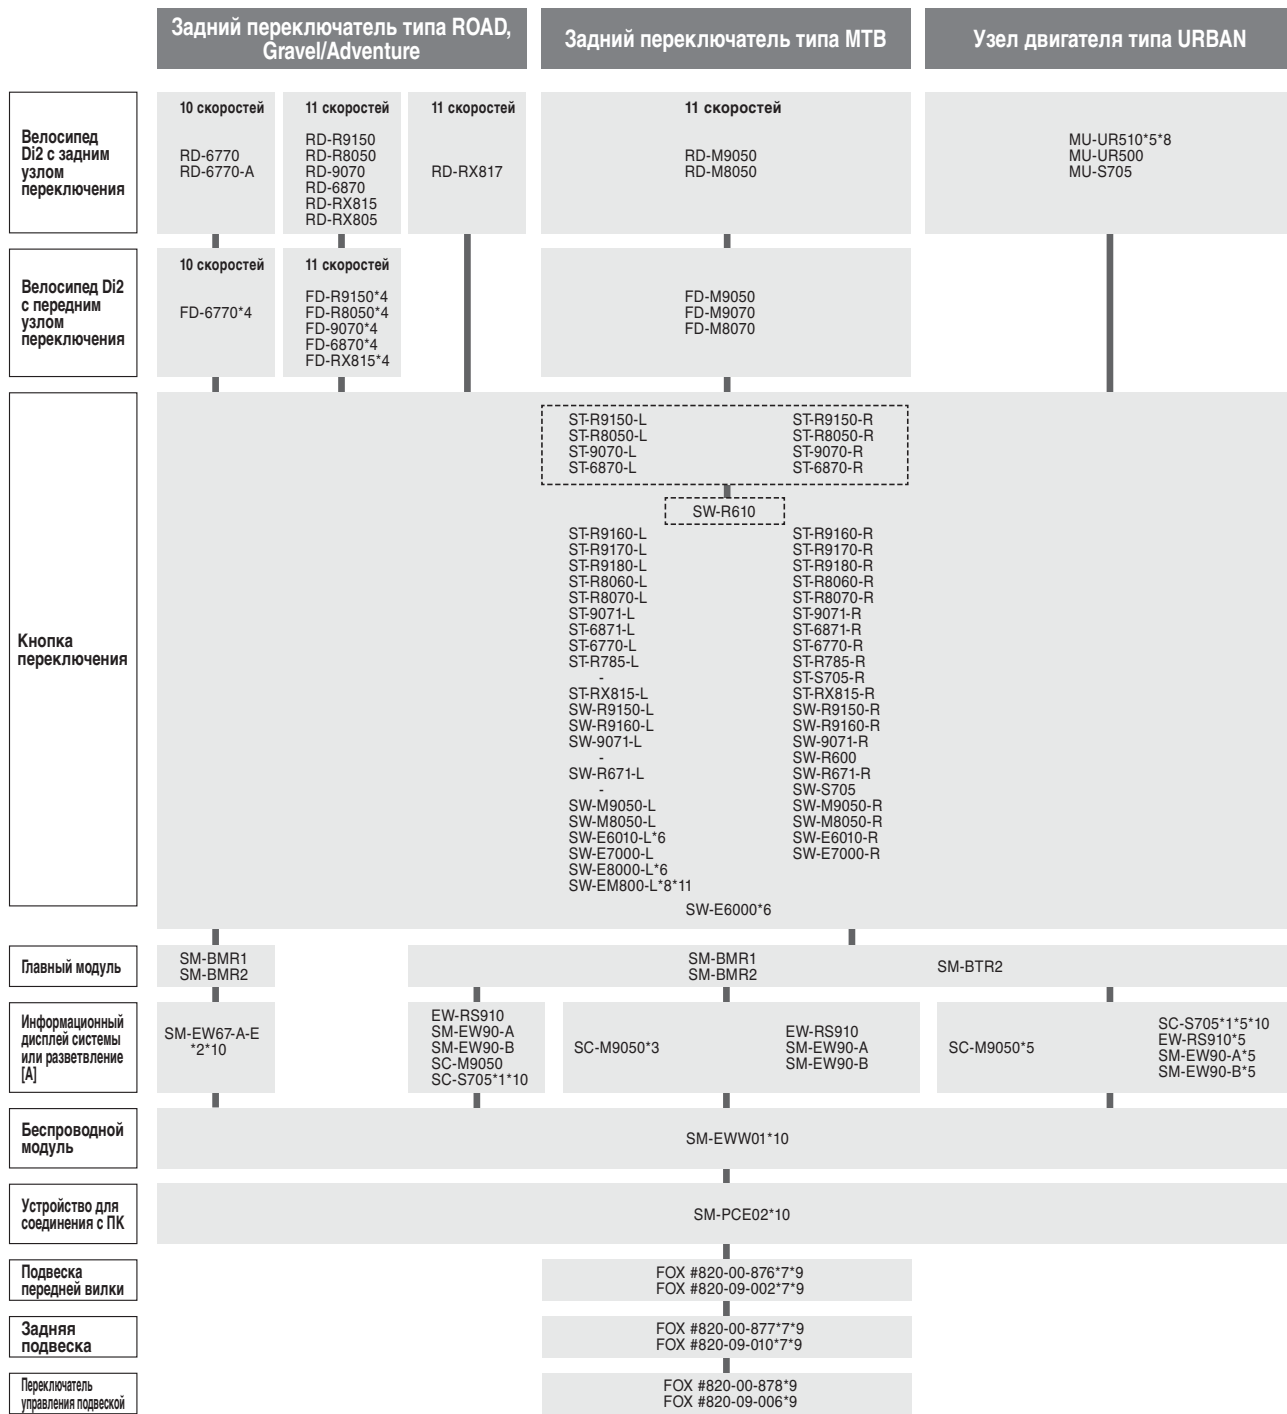 Задний переключатель типа ROAD,
Gravel/Adventure
Задний переключатель типа MTB
Узел двигателя типа URBAN
Велосипед
Di2 с задним
узлом
переключения
10 скоростей
RD-6770
RD-6770-A
11 скоростей
RD-R9150
RD-R8050
RD-9070
RD-6870
RD-RX815
RD-RX805
11 скоростей
RD-RX817
11 скоростей
RD-M9050
RD-M8050
MU-UR510*5*8
MU-UR500
MU-S705
Велосипед Di2
с передним
узлом
переключения
10 скоростей
FD-6770*4
11 скоростей
FD-R9150*4
FD-R8050*4
FD-9070*4
FD-6870*4
FD-RX815*4
FD-M9050
FD-M9070
FD-M8070
Кнопка
переключения
ST-R9150-L ST-R9150-R
ST-R8050-L ST-R8050-R
ST-9070-L ST-9070-R
ST-6870-L ST-6870-R
SW-R610
ST-R9160-L ST-R9160-R
ST-R9170-L ST-R9170-R
ST-R9180-L ST-R9180-R
ST-R8060-L ST-R8060-R
ST-R8070-L ST-R8070-R
ST-9071-L ST-9071-R
ST-6871-L ST-6871-R
ST-6770-L ST-6770-R
ST-R785-L ST-R785-R
- ST-S705-R
ST-RX815-L ST-RX815-R
SW-R9150-L SW-R9150-R
SW-R9160-L SW-R9160-R
SW-9071-L SW-9071-R
- SW-R600
SW-R671-L SW-R671-R
- SW-S705
SW-M9050-L SW-M9050-R
SW-M8050-L SW-M8050-R
SW-E6010-L*6 SW-E6010-R
SW-E7000-L SW-E7000-R
SW-E8000-L*6
SW-EM800-L*8*11
SW-E6000*6
Главный модуль
SM-BMR1
SM-BMR2
SM-BMR1
SM-BMR2
SM-BTR2
Информационный
дисплей системы
или разветвление
[A]
SM-EW67-A-E
*2*10
EW-RS910
SM-EW90-A
SM-EW90-B
SC-M9050
SC-S705*1*10
SC-M9050*3
EW-RS910
SM-EW90-A
SM-EW90-B
SC-M9050*5
SC-S705*1*5*10
EW-RS910*5
SM-EW90-A*5
SM-EW90-B*5
Беспроводной
модуль
SM-EWW01*10
Устройство для
соединения с ПК
SM-PCE02*10
Подвеска
передней вилки
FOX #820-00-876*7*9
FOX #820-09-002*7*9
Задняя
подвеска
FOX #820-00-877*7*9
FOX #820-09-010*7*9
Переключатель
управления подвеской
FOX #820-00-878*9
FOX #820-09-006*9